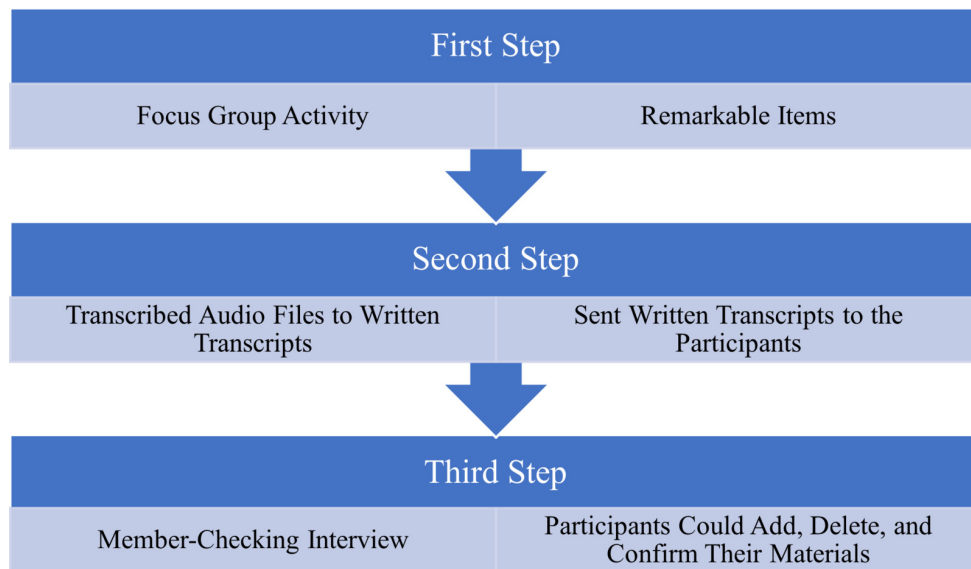 First Step
Focus Group Activity
Remarkable Items
Second Step
Transcribed Audio Files to Written
Transcripts
Sent Written Transcripts to the
Participants
Third Step
Member-Checking Interview
Participants Could Add, Delete, and
Confirm Their Materials